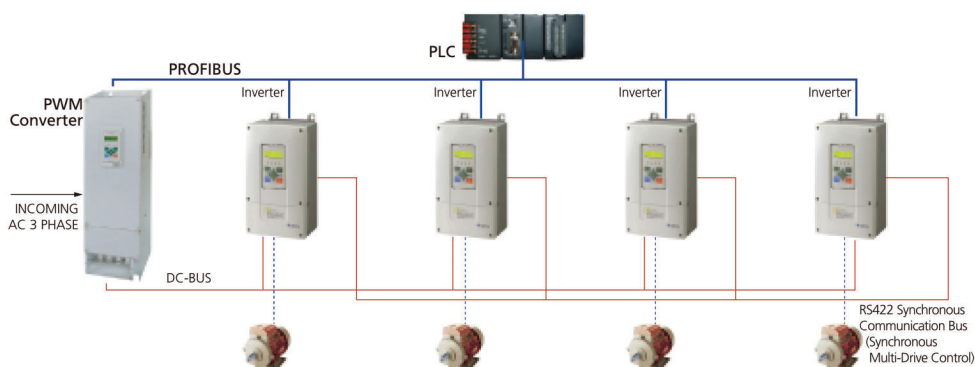 PLC
PROFIBUS
PWM
Converter
Inverter
Inverter
Inverter
Inverter
INCOMING
AC 3 PHASE
DC-BUS
RS422 Synchronous
Communication Bus
(Synchronous
Multi-Drive Control)